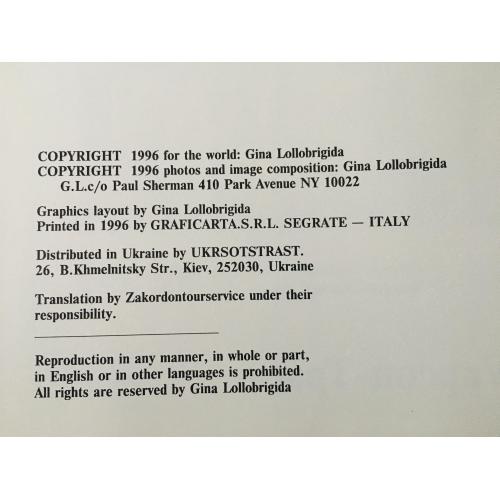 COPYRIGHT 1996 for the world: Gina Lollobrigida
COPYRIGHT 1996 photos and image composition: Gina Lollobrigida
G.L.c/o Paul Sherman 410 Park Avenue NY 10022
Graphics layout by Gina Lollobrigida
Printed in 1996 by GRAFICARTA.S.R.L. SEGRATE — ITALY
Distributed in Ukraine by UKRSOTSTRAST.
26, B.Khmelnitsky Str., Kiev, 252030, Ukraine
Translation by Zakordontourservice under their
responsibility.
Reproduction in any manner, in whole or part,
in English or in other languages is prohibited.
All rights are reserved by Gina Lollobrigida